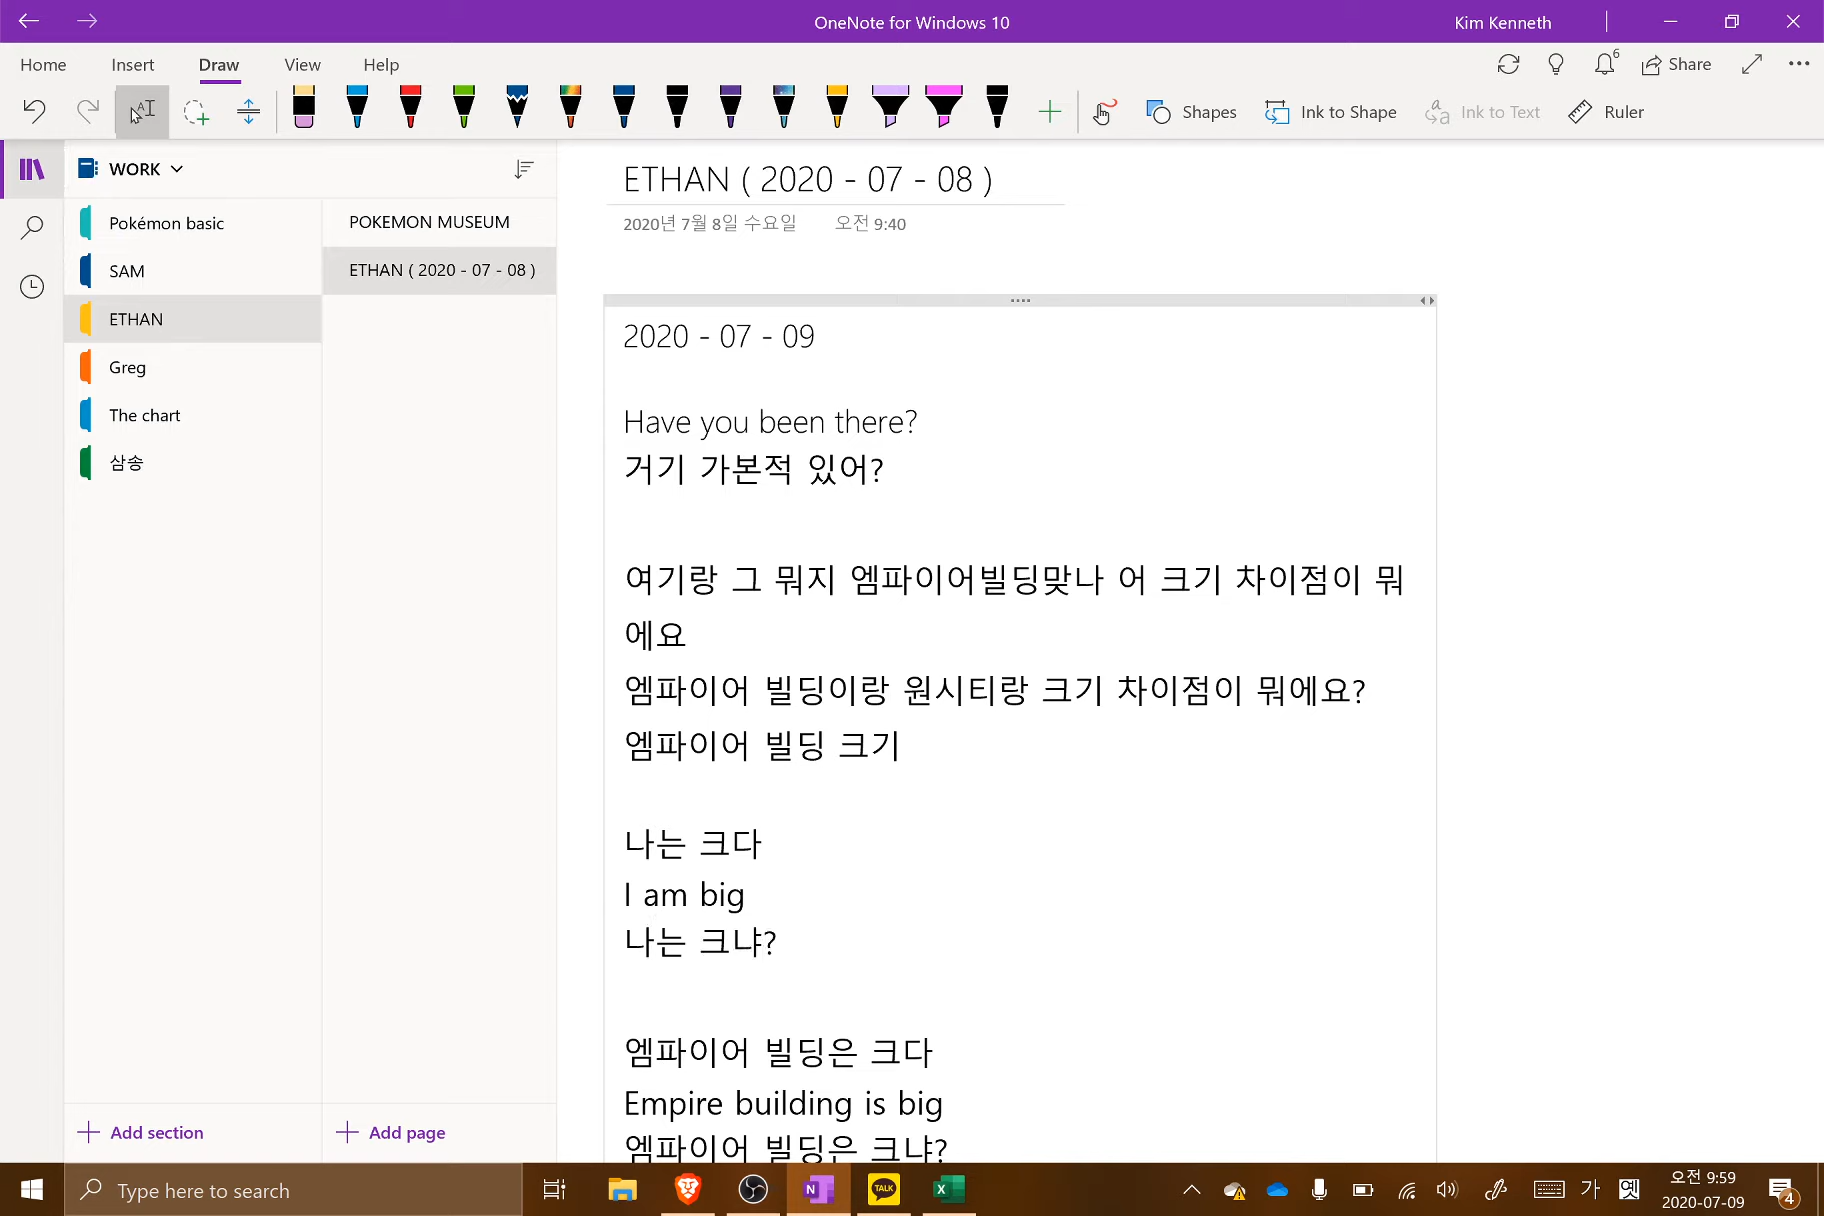 OneNote for Windows 10
Kim Kenneth
Home Insert Draw View Help
6
Share
AI
Shapes
Ink to Shape
Ink to Text
Ruler
WORK
Pokémon basic
SAM
ETHAN
Greg
The chart
삼송
Add section
POKEMON MUSEUM
ETHAN ( 2020 - 07 - 08 )
Add page
ETHAN ( 2020 - 07 - 08 )
2020년 7월 8일 수요일 오전 9:40
2020 - 07 - 09
Have you been there?
거기 가본적 있어?
여기랑 그 뭐지 엠파이어빌딩맞나 어 크기 차이점이 뭐
에요
엠파이어 빌딩이랑 원시티랑 크기 차이점이 뭐에요?
엠파이어 빌딩 크기
나는 크다
I am big
나는 크냐?
엠파이어 빌딩은 크다
Empire building is big
엠파이어 빌딩은 크냐?
Type here to search
N
TALK
X
가
옛
오전 9:59
2020-07-09
4